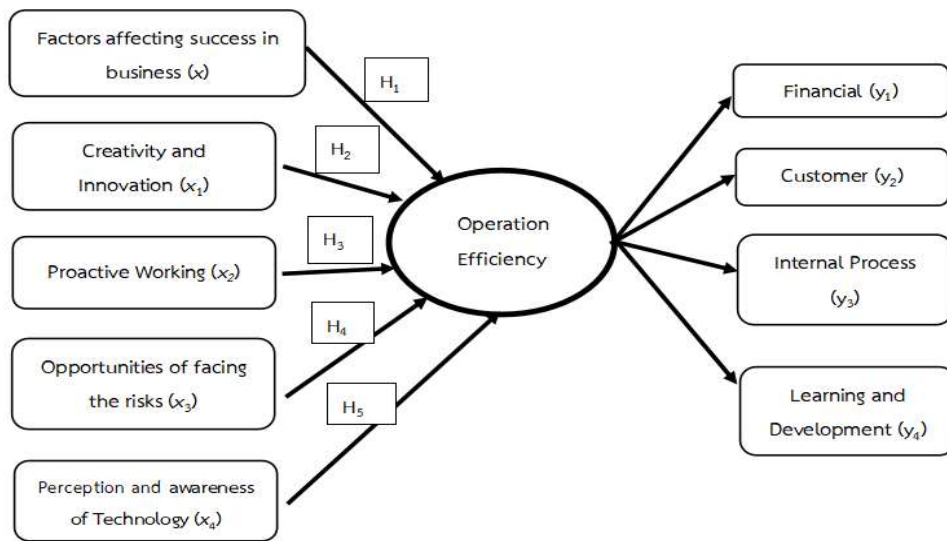 Factors affecting success in
business (x)
H₁
Creativity and
Innovation (x₁)
H₂
Proactive Working (x₂)
H₃
Opportunities of facing
the risks (x₃)
H₄
Perception and awareness
of Technology (x₄)
H₅
Operation
Efficiency
Financial (y₁)
Customer (y₂)
Internal Process
(y₃)
Learning and
Development (y₄)